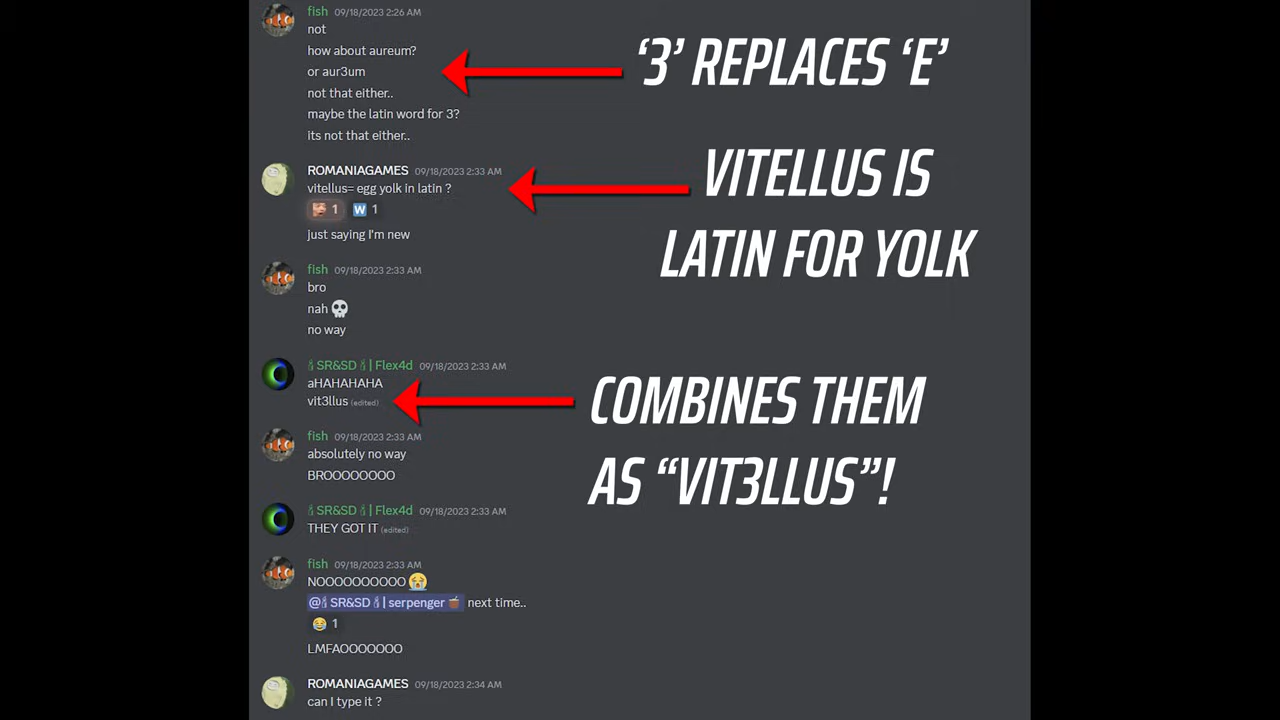 fish 09/18/2023 2:26 AM
not
how about aureum?
or aur3um
not that either..
maybe the latin word for 3?
its not that either..
‘3’ REPLACES ‘E’
ROMANIAGAMES 09/18/2023 2:33 AM
vitellus= egg yolk in latin ?
1 W 1
just saying I'm new
VITELLUS IS
LATIN FOR YOLK
fish 09/18/2023 2:33 AM
bro
nah 💀
no way
SR&SD | Flex4d 09/18/2023 2:33 AM
aHAHAHAHA
vit3llus (edited)
COMBINES THEM
AS “VIT3LLUS”!
fish 09/18/2023 2:33 AM
absolutely no way
BROOOOOOOO
SR&SD | Flex4d 09/18/2023 2:33 AM
THEY GOT IT (edited)
fish 09/18/2023 2:33 AM
NOOOOOOOOOO 😭
@ SR&SD | serpenger next time..
😂 1
LMFAOOOOOOO
ROMANIAGAMES 09/18/2023 2:34 AM
can I type it ?